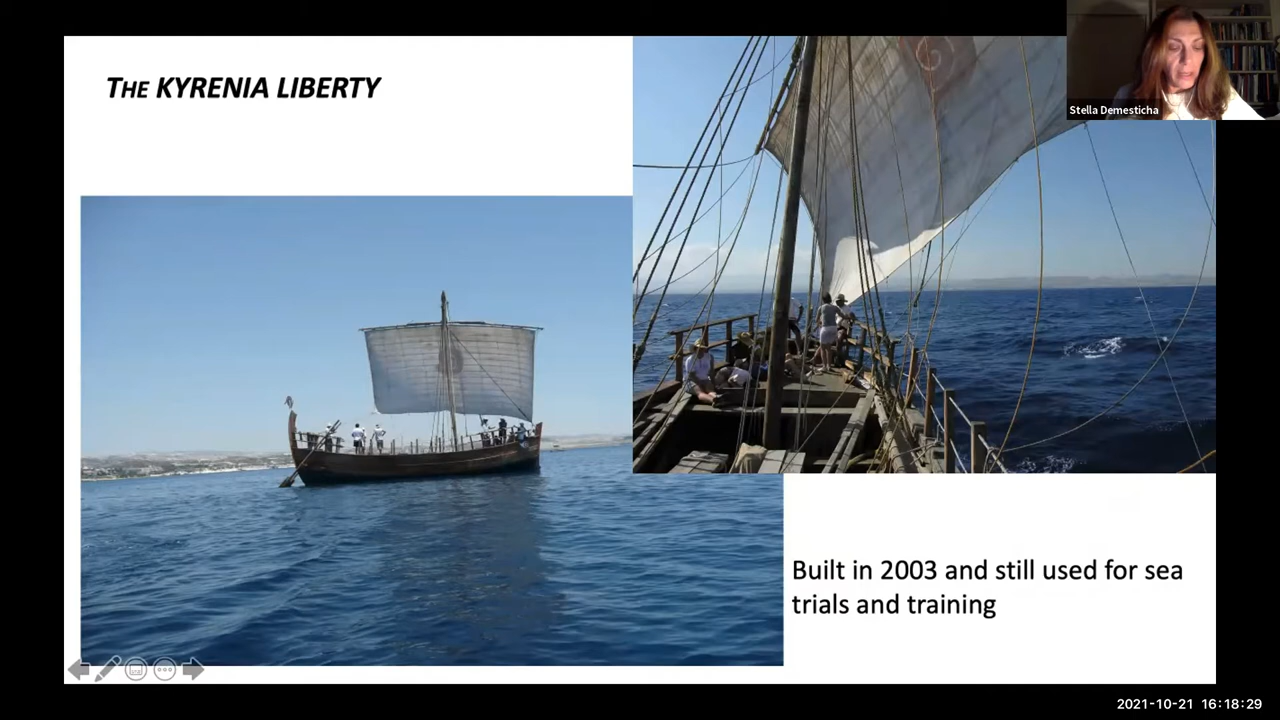 THE KYRENIA LIBERTY
Stella Demesticha
Built in 2003 and still used for sea
trials and training
2021-10-21 16:18:29